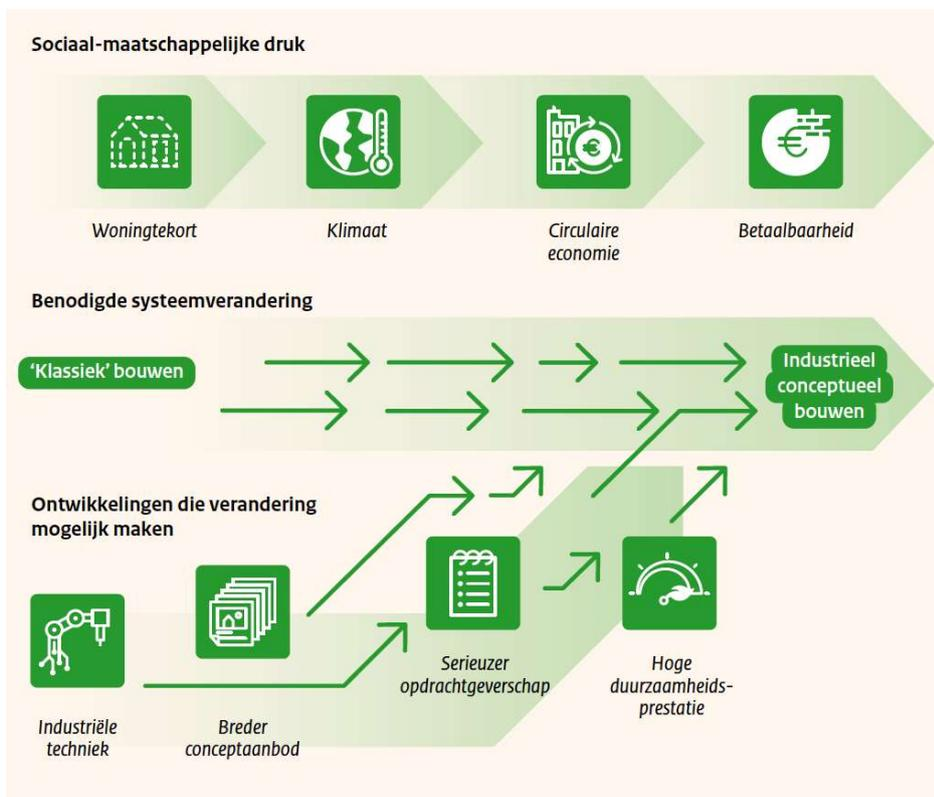 Sociaal-maatschappelijke druk
Woningtekort
Klimaat
Circulaire
economie
Betaalbaarheid
Benodigde systeemverandering
‘Klassiek’ bouwen
Industrieel
conceptueel
bouwen
Ontwikkelingen die verandering
mogelijk maken
Industriële
techniek
Breder
conceptaanbod
Serieuzer
opdrachtgeverschap
Hoge
duurzaamheids-
prestatie